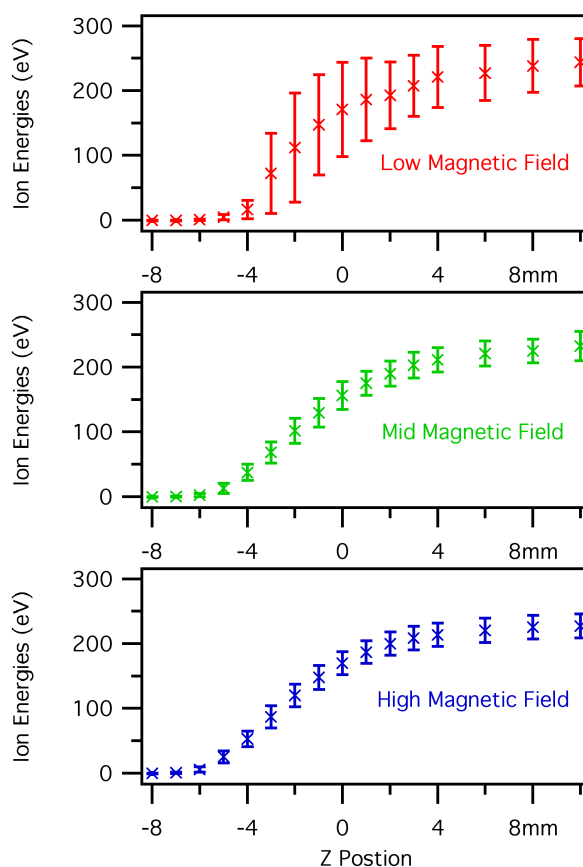 300
200
100
0
Ion Energies (eV)
Low Magnetic Field
-8 -4 0 4 8mm
300
200
100
0
Ion Energies (eV)
Mid Magnetic Field
-8 -4 0 4 8mm
300
200
100
0
Ion Energies (eV)
High Magnetic Field
-8 -4 0 4 8mm
Z Postion